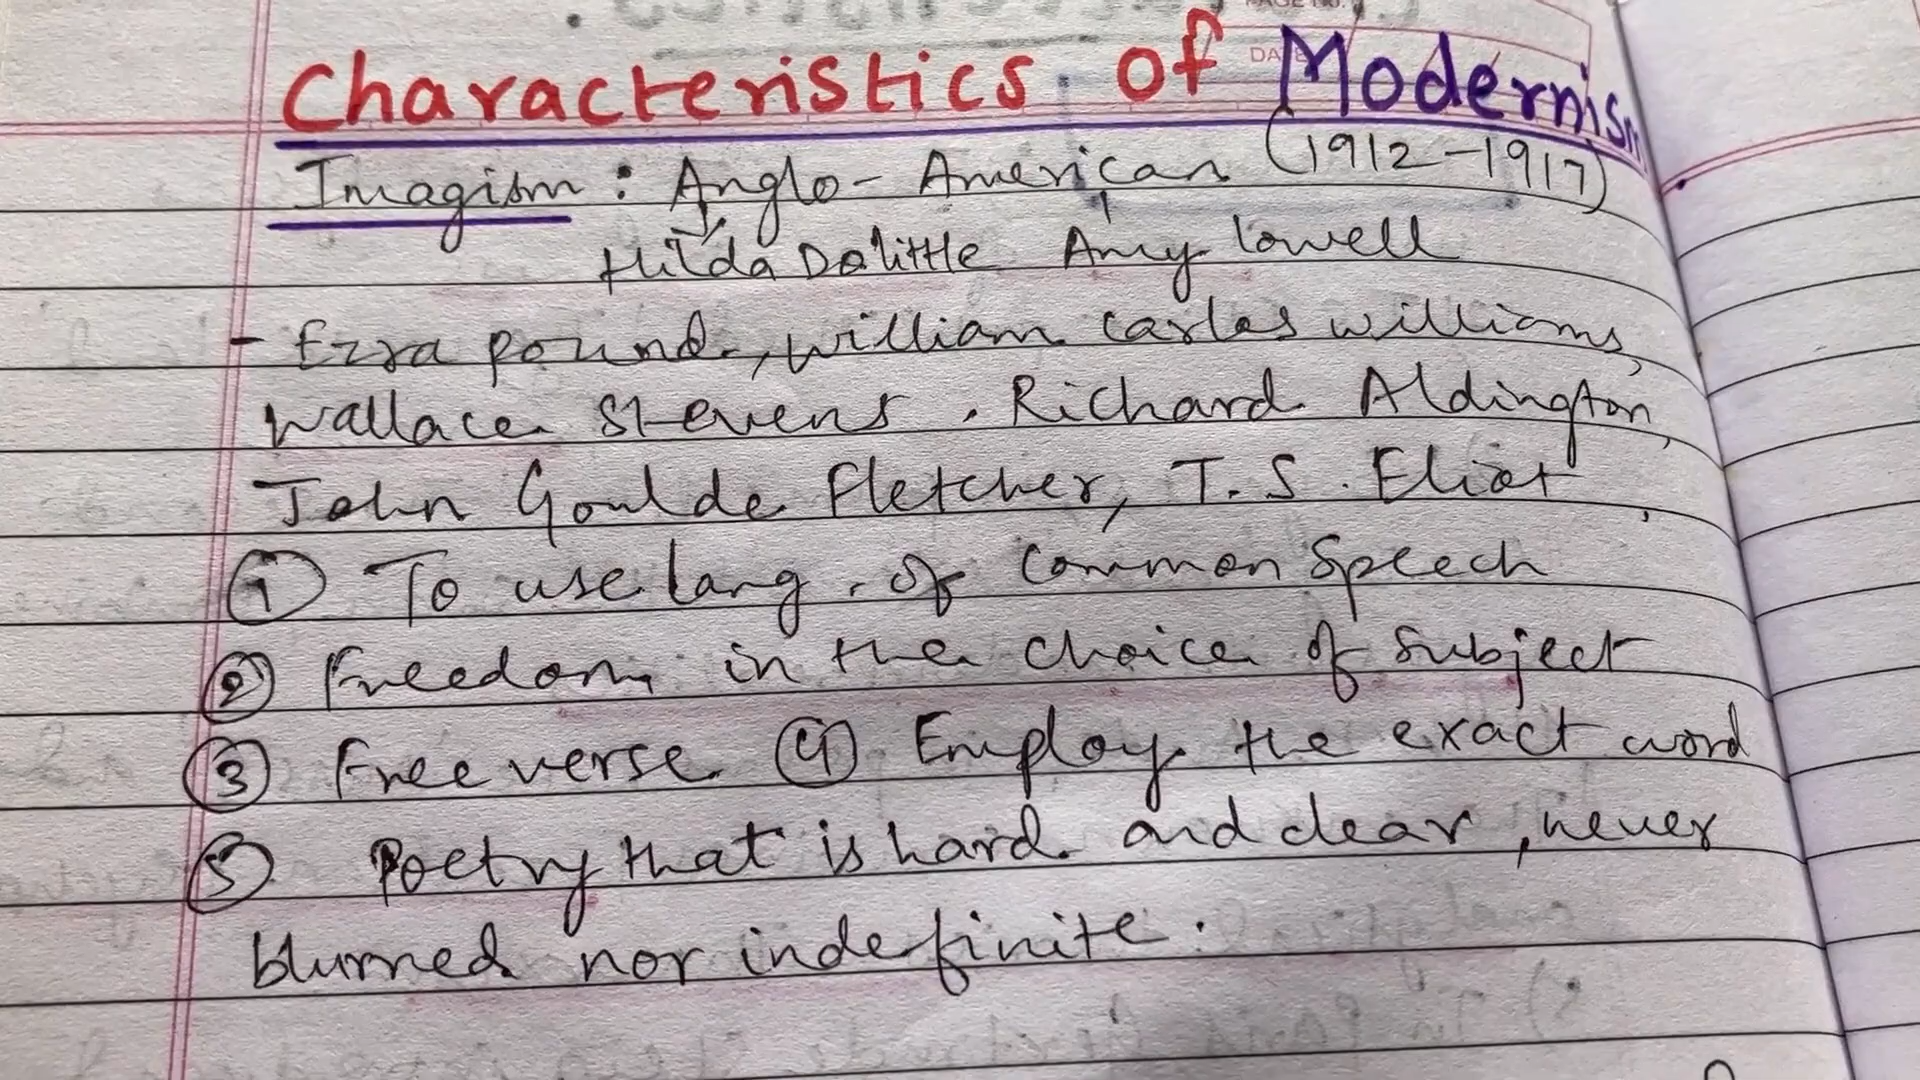 Characteristics of Modernism
Imagism : Anglo - American (1912-1917)
Hilda Dolittle Amy Lowell
- Ezra Pound, William Carlos Williams,
Wallace Stevens, Richard Aldington,
John Goulde Fletcher, T. S. Eliot,
① To use lang. of Common Speech
② Freedom in the choice of Subject
③ Free verse ④ Employ the exact word
⑤ Poetry that is hard and clear, never
blurred nor indefinite.